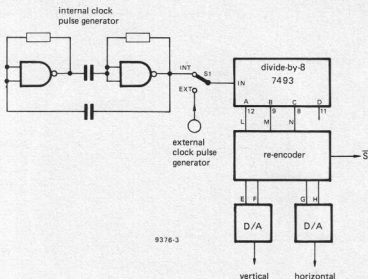 internal clock
pulse generator
INT
S1
EXT
external
clock pulse
generator
divide-by-8
7493
IN
A B C D
12 9 8 11
L M N
re-encoder
S
E F G H
D/A D/A
9376-3
vertical horizontal